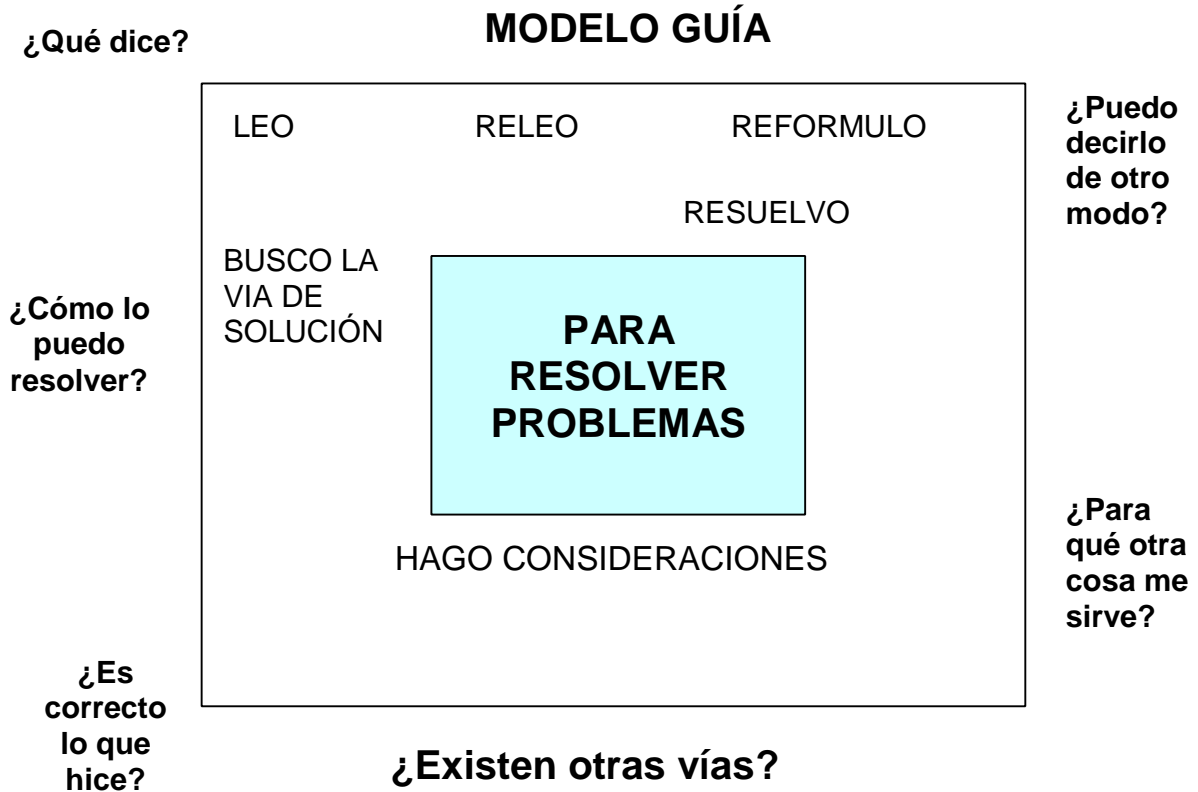 MODELO GUÍA
¿Qué dice?
LEO
RELEO
REFORMULO
¿Puedo
decirlo
de otro
modo?
RESUELVO
BUSCO LA
VIA DE
SOLUCIÓN
¿Cómo lo
puedo
resolver?
PARA
RESOLVER
PROBLEMAS
HAGO CONSIDERACIONES
¿Para
qué otra
cosa me
sirve?
¿Es
correcto
lo que
hice?
¿Existen otras vías?